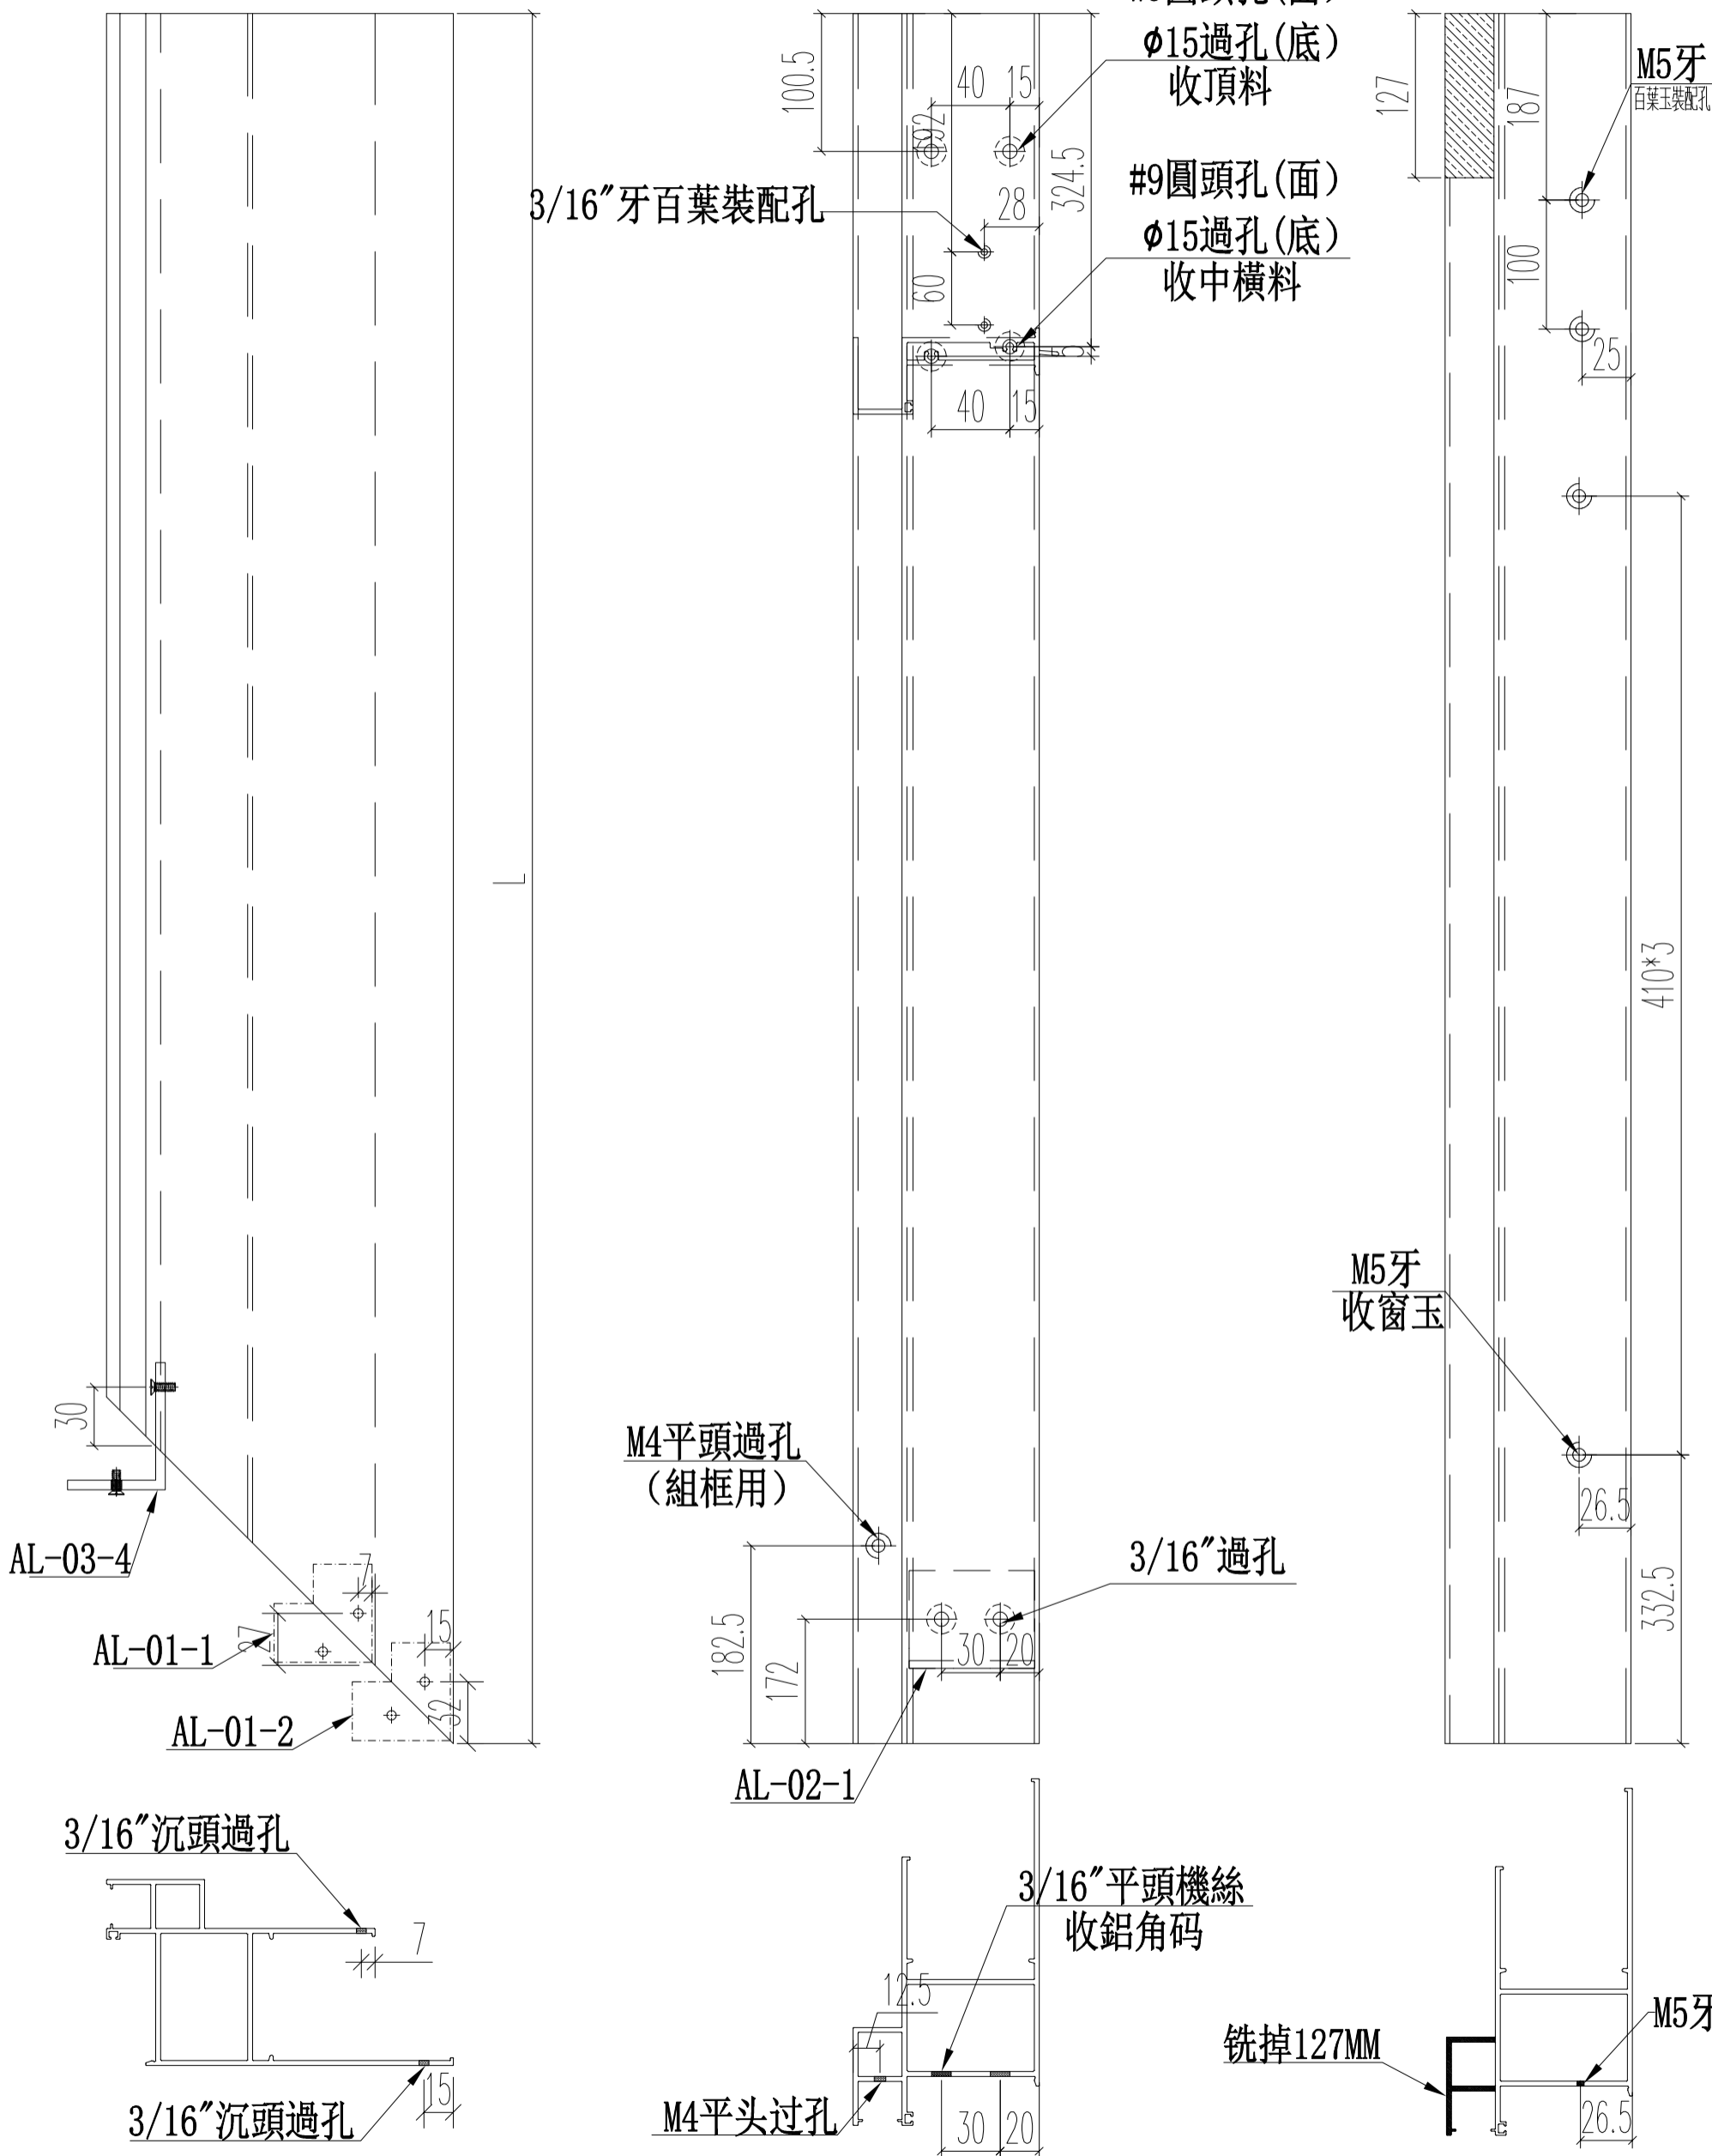 φ15過孔(底)
收頂料
100.5
40
15
192
324.5
3/16"牙百葉裝配孔
28
60
#9圓頭孔(面)
φ15過孔(底)
收中橫料
40
15
127
187
M5牙
百葉玉裝配孔
100
25
L
410*3
M5牙
收窗玉
26.5
332.5
30
AL-03-4
7
AL-01-1
27
15
AL-01-2
32
M4平頭過孔
(組框用)
3/16"過孔
182.5
172
30
20
AL-02-1
3/16"沉頭過孔
7
15
3/16"沉頭過孔
3/16"平頭機絲
收鋁角码
12.5
M4平头过孔
30
20
铣掉127MM
M5牙
26.5